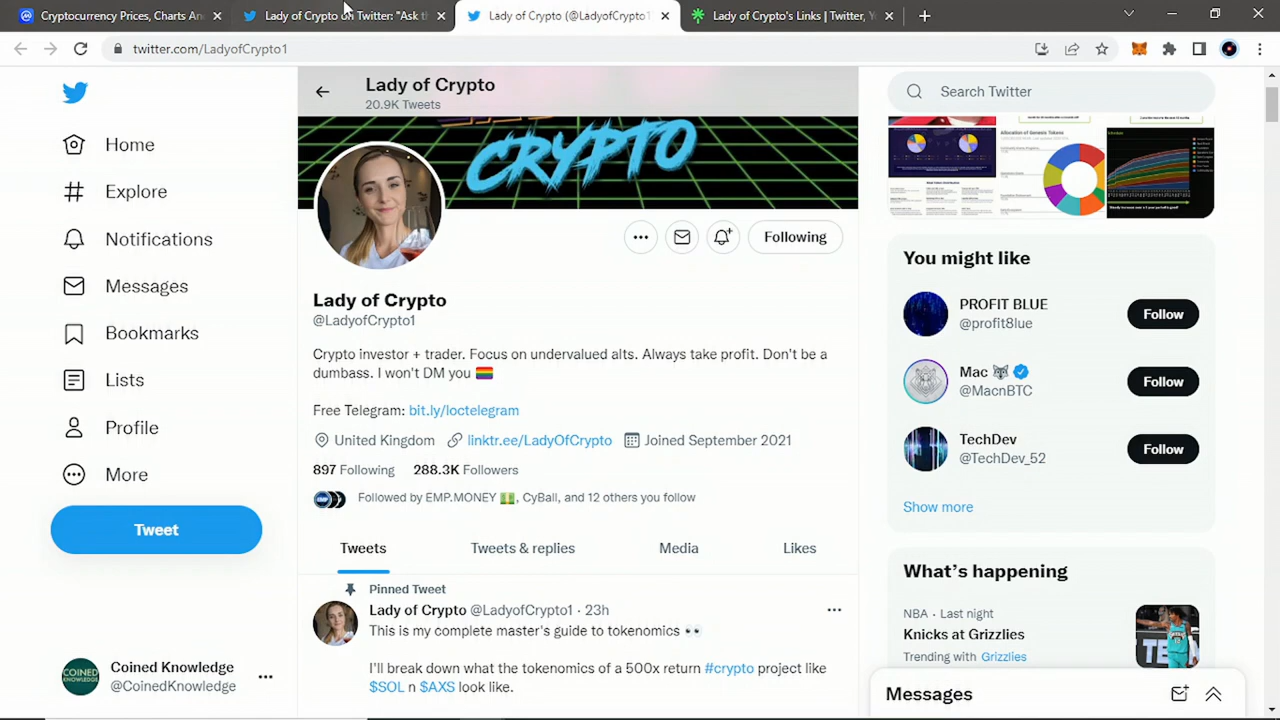 Cryptocurrency Prices, Charts An
Lady of Crypto on Twitter: "Ask th
Lady of Crypto (@LadyofCrypto1
Lady of Crypto's Links | Twitter, Y
twitter.com/LadyofCrypto1
Lady of Crypto
20.9K Tweets
Search Twitter
CRYPTO
Allocation of Genesis Tokens
Home
Explore
Notifications
Messages
Bookmarks
Lists
Profile
More
Tweet
Coined Knowledge
@CoinedKnowledge
COINED
KNOWLEDGE
Following
Lady of Crypto
@LadyofCrypto1
Crypto investor + trader. Focus on undervalued alts. Always take profit. Don't be a
dumbass. I won't DM you 🏳️‍🌈
Free Telegram: bit.ly/loctelegram
United Kingdom linktr.ee/LadyOfCrypto Joined September 2021
897 Following 288.3K Followers
Followed by EMP.MONEY 💵, CyBall, and 12 others you follow
Tweets Tweets & replies Media Likes
Pinned Tweet
Lady of Crypto @LadyofCrypto1 · 23h
This is my complete master's guide to tokenomics 👀
I'll break down what the tokenomics of a 500x return #crypto project like
$SOL n $AXS look like.
You might like
PROFIT BLUE
@profit8lue
Follow
Mac 🐺
@MacnBTC
Follow
TechDev
@TechDev_52
Follow
Show more
What's happening
NBA · Last night
Knicks at Grizzlies
Trending with Grizzlies
Messages